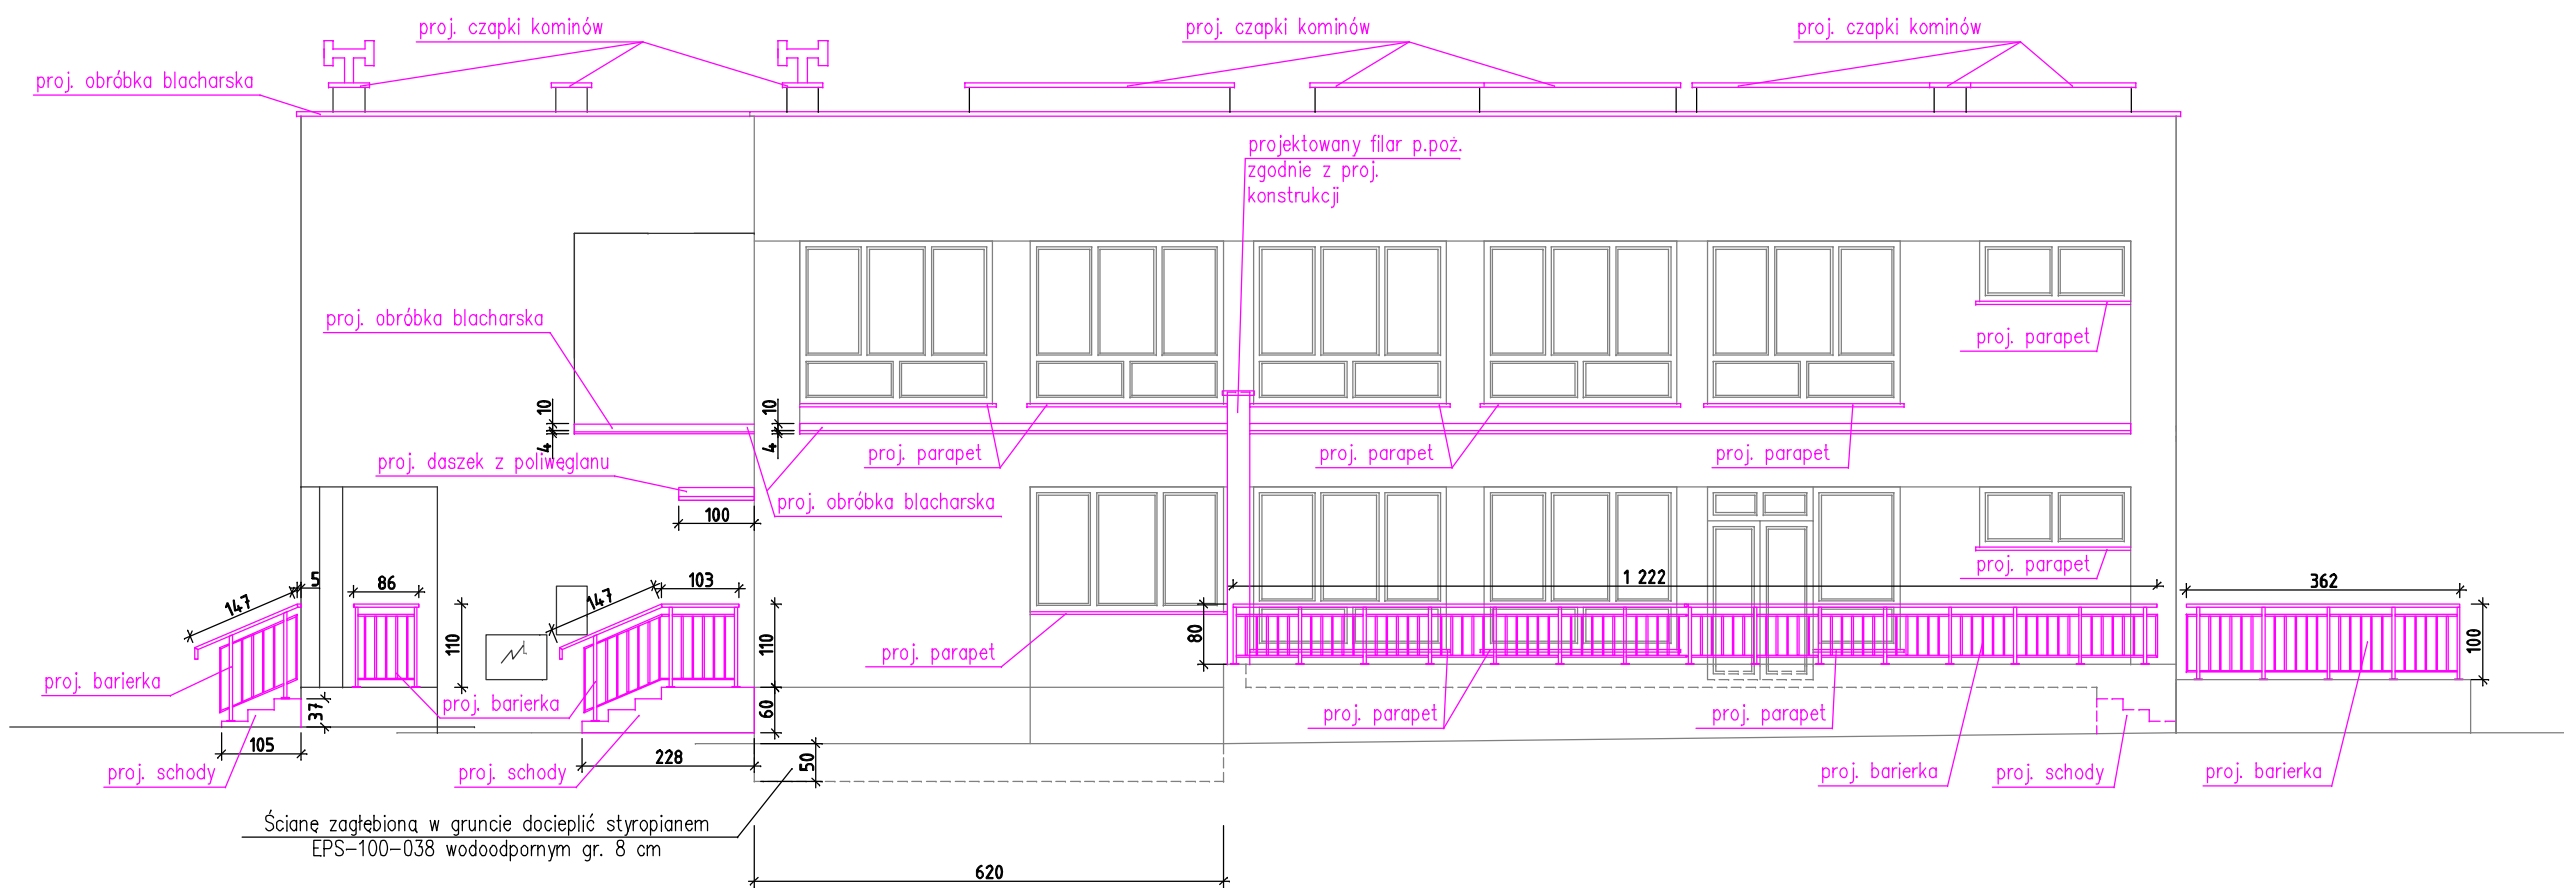 proj. czapki kominów
proj. czapki kominów
proj. czapki kominów
proj. obróbka blacharska
projektowany filar p.poż.
zgodnie z proj.
konstrukcji
proj. obróbka blacharska
proj. parapet
10
4
10
4
proj. parapet
proj. parapet
proj. parapet
proj. daszek z poliwęglanu
proj. obróbka blacharska
100
proj. parapet
147
5
86
110
147
103
110
80
1 222
362
100
proj. parapet
proj. barierka
proj. barierka
37
60
proj. parapet
proj. parapet
105
228
50
proj. schody
proj. schody
proj. barierka
proj. schody
proj. barierka
Ścianę zagłębioną w gruncie docieplić styropianem
EPS-100-038 wodoodpornym gr. 8 cm
620